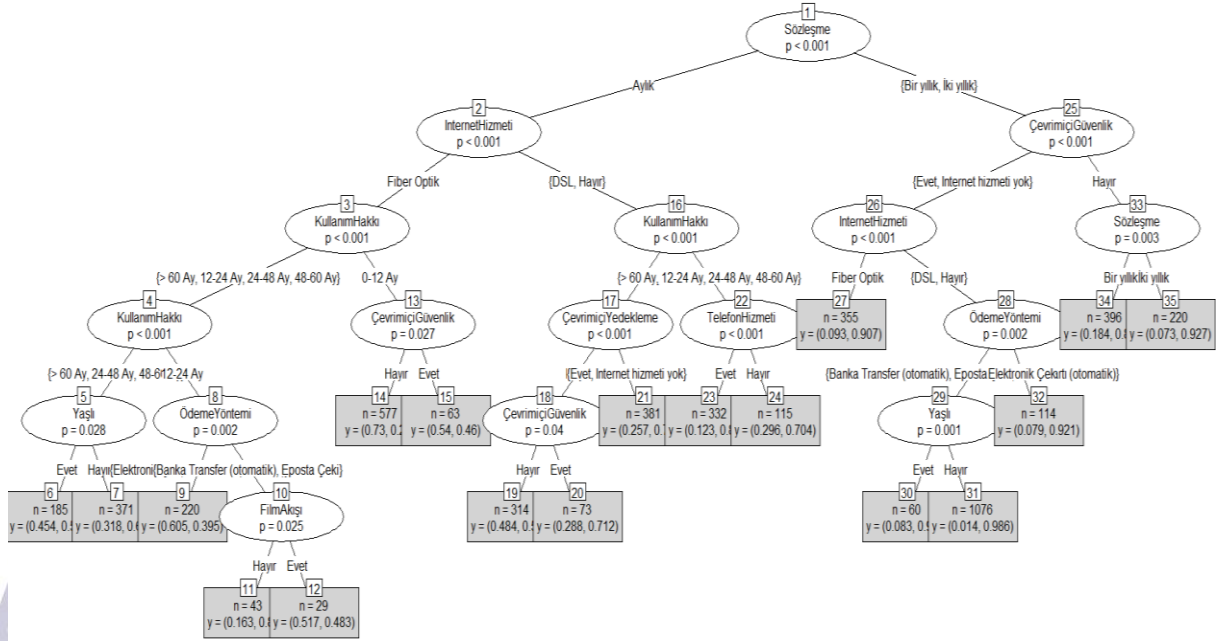 1
Sözleşme
p < 0.001
Aylık
{Bir yıllık, İki yıllık}
2
InternetHizmeti
p < 0.001
25
ÇevrimiçiGüvenlik
p < 0.001
Fiber Optik
{DSL, Hayır}
{Evet, Internet hizmeti yok}
Hayır
3
KullanımHakkı
p < 0.001
16
KullanımHakkı
p < 0.001
26
InternetHizmeti
p < 0.001
33
Sözleşme
p = 0.003
{> 60 Ay, 12-24 Ay, 24-48 Ay, 48-60 Ay}
0-12 Ay
{> 60 Ay, 12-24 Ay, 24-48 Ay, 48-60 Ay}
Fiber Optik
{DSL, Hayır}
Bir yıllık
İki yıllık
4
KullanımHakkı
p < 0.001
13
ÇevrimiçiGüvenlik
p = 0.027
17
ÇevrimiçiYedekleme
p < 0.001
22
TelefonHizmeti
p < 0.001
27
n = 355
y = (0.093, 0.907)
28
ÖdemeYöntemi
p = 0.002
34
n = 396
y = (0.184,
35
n = 220
y = (0.073, 0.927)
{> 60 Ay, 24-48 Ay, 48-6
12-24 Ay
Hayır
Evet
{Evet, Internet hizmeti yok}
Evet
Hayır
{Banka Transfer (otomatik), Eposta
Elektronik Çekırtı (otomatik)}
5
Yaşlı
p = 0.028
8
ÖdemeYöntemi
p = 0.002
14
n = 577
y = (0.73,
15
n = 63
y = (0.54, 0.46)
18
ÇevrimiçiGüvenlik
p = 0.04
21
n = 381
y = (0.257,
23
n = 332
y = (0.123,
24
n = 115
y = (0.296, 0.704)
29
Yaşlı
p = 0.001
32
n = 114
y = (0.079, 0.921)
Evet
Hayır
{Elektroni
{Banka Transfer (otomatik), Eposta Çeki}
Hayır
Evet
Evet
Hayır
6
n = 185
y = (0.454,
7
n = 371
y = (0.318,
9
n = 220
y = (0.605, 0.395)
10
FilmAkışı
p = 0.025
19
n = 314
y = (0.484,
20
n = 73
y = (0.288, 0.712)
30
n = 60
y = (0.083,
31
n = 1076
y = (0.014, 0.986)
Hayır
Evet
11
n = 43
y = (0.163,
12
n = 29
y = (0.517, 0.483)